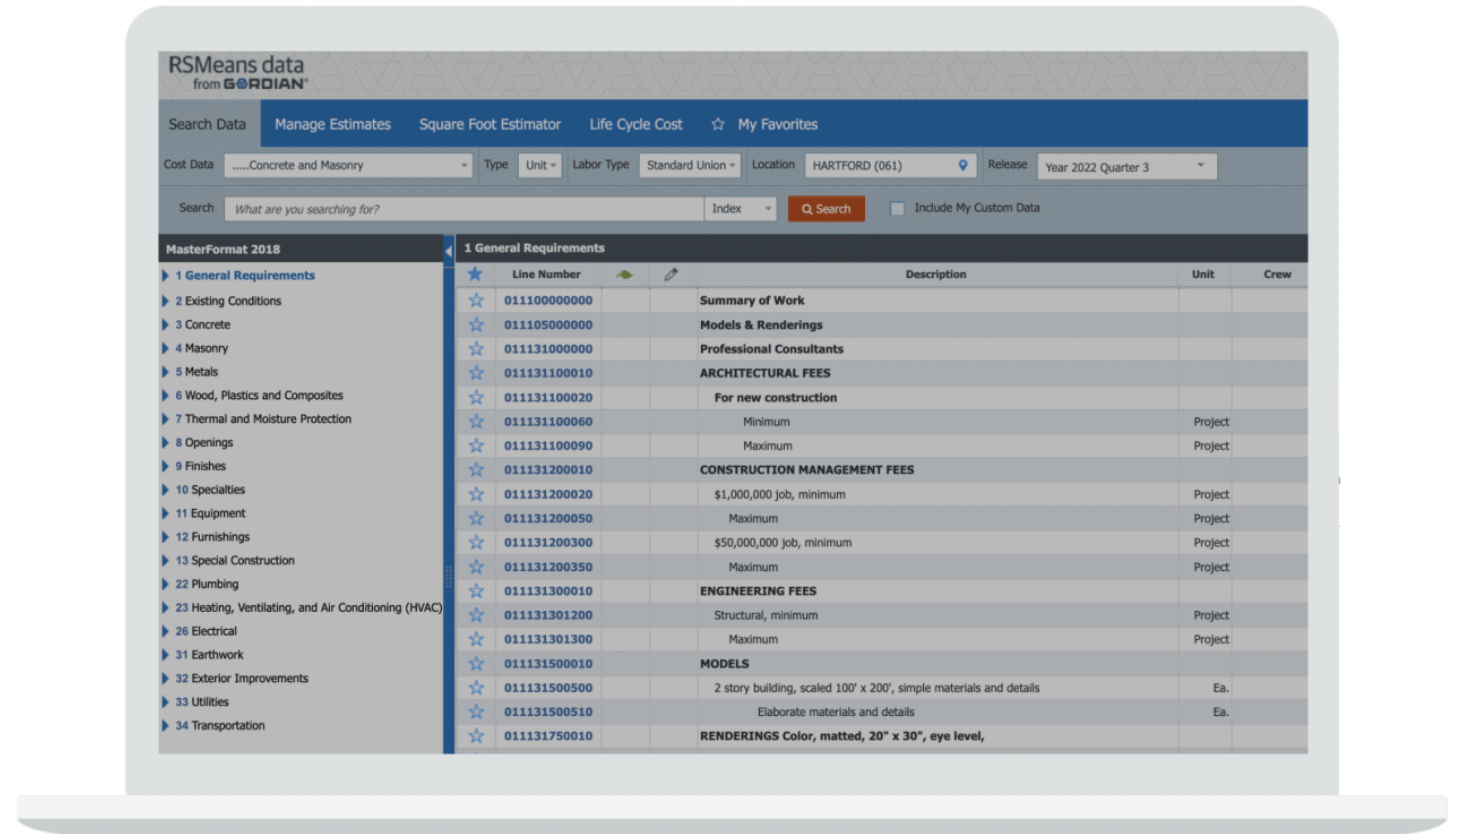 RSMeans data
from GORDIAN®
Search Data Manage Estimates Square Foot Estimator Life Cycle Cost My Favorites
Cost Data .....Concrete and Masonry Type Unit Labor Type Standard Union Location HARTFORD (061) Release Year 2022 Quarter 3
Search What are you searching for? Index Search Include My Custom Data
MasterFormat 2018
1 General Requirements
2 Existing Conditions
3 Concrete
4 Masonry
5 Metals
6 Wood, Plastics and Composites
7 Thermal and Moisture Protection
8 Openings
9 Finishes
10 Specialties
11 Equipment
12 Furnishings
13 Special Construction
22 Plumbing
23 Heating, Ventilating, and Air Conditioning (HVAC)
26 Electrical
31 Earthwork
32 Exterior Improvements
33 Utilities
34 Transportation
1 General Requirements
Line Number Description Unit Crew
011100000000 Summary of Work
011105000000 Models & Renderings
011131000000 Professional Consultants
011131100010 ARCHITECTURAL FEES
011131100020 For new construction
011131100060 Minimum Project
011131100090 Maximum Project
011131200010 CONSTRUCTION MANAGEMENT FEES
011131200020 $1,000,000 job, minimum Project
011131200050 Maximum Project
011131200300 $50,000,000 job, minimum Project
011131200350 Maximum Project
011131300010 ENGINEERING FEES
011131301200 Structural, minimum Project
011131301300 Maximum Project
011131500010 MODELS
011131500500 2 story building, scaled 100' x 200', simple materials and details Ea.
011131500510 Elaborate materials and details Ea.
011131750010 RENDERINGS Color, matted, 20" x 30", eye level,